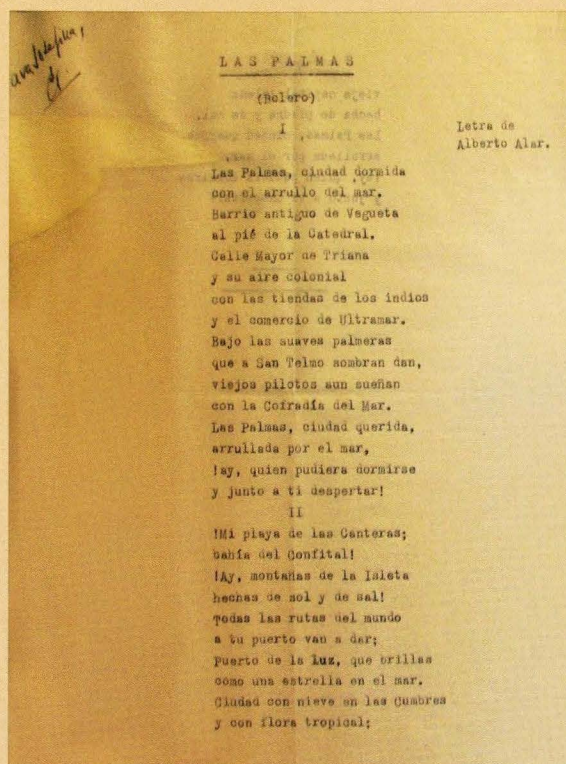 LAS PALMAS
(Bolero)
I
Letra de
Alberto Alar.
Las Palmas, ciudad dormida
con el arrullo del mar.
Barrio antiguo de Vegueta
al pié de la Catedral.
Calle Mayor de Triana
y su aire colonial
con las tiendas de los indios
y el comercio de Ultramar.
Bajo las suaves palmeras
que a San Telmo sombran dan,
viejos pilotos aun sueñan
con la Cofradía del Mar.
Las Palmas, ciudad querida,
arrullada por el mar,
!ay, quien pudiera dormirse
y junto a ti despertar!
II
!Mi playa de las Canteras;
bahía del Confital!
!Ay, montañas de la Isleta
hechas de sol y de sal!
Todas las rutas del mundo
a tu puerto van a dar;
Puerto de la luz, que brillas
como una estrella en el mar.
Ciudad con nieve en las Cumbres
y con flora tropical;